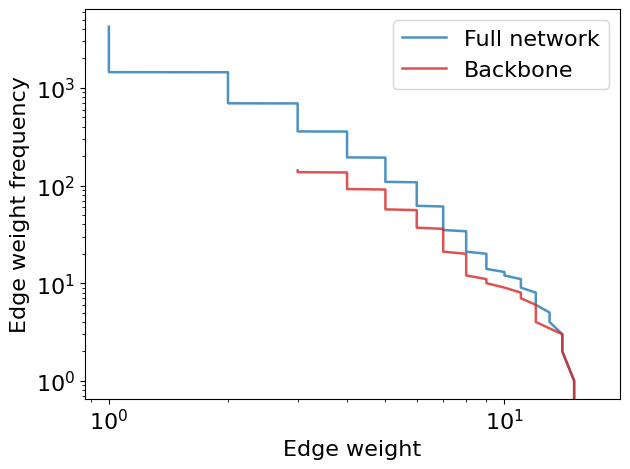 Full network
Backbone
Edge weight frequency
10³
10²
10¹
10⁰
10⁰ 10¹
Edge weight